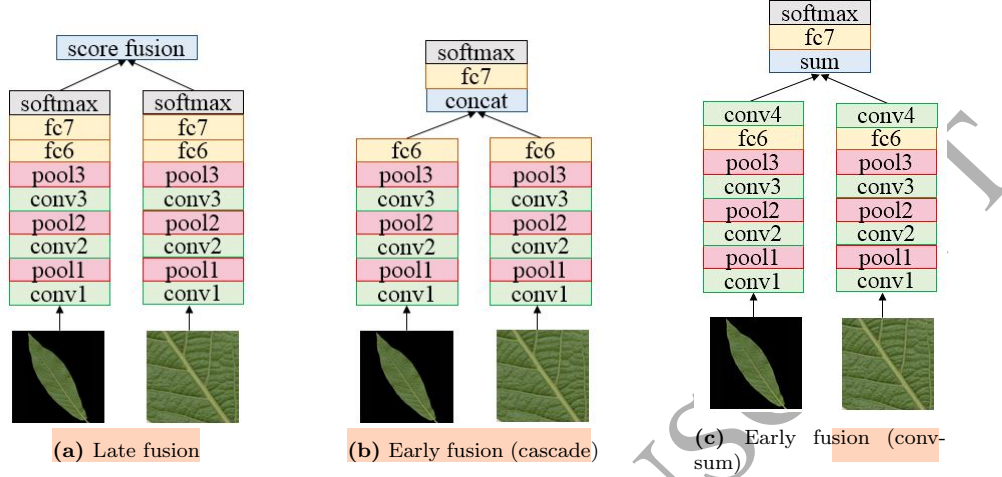 score fusion
softmax
fc7
fc6
pool3
conv3
pool2
conv2
pool1
conv1
softmax
fc7
fc6
pool3
conv3
pool2
conv2
pool1
conv1
(a) Late fusion
softmax
fc7
concat
fc6
pool3
conv3
pool2
conv2
pool1
conv1
fc6
pool3
conv3
pool2
conv2
pool1
conv1
(b) Early fusion (cascade)
softmax
fc7
sum
conv4
fc6
pool3
conv3
pool2
conv2
pool1
conv1
conv4
fc6
pool3
conv3
pool2
conv2
pool1
conv1
(c) Early fusion (conv-
sum)